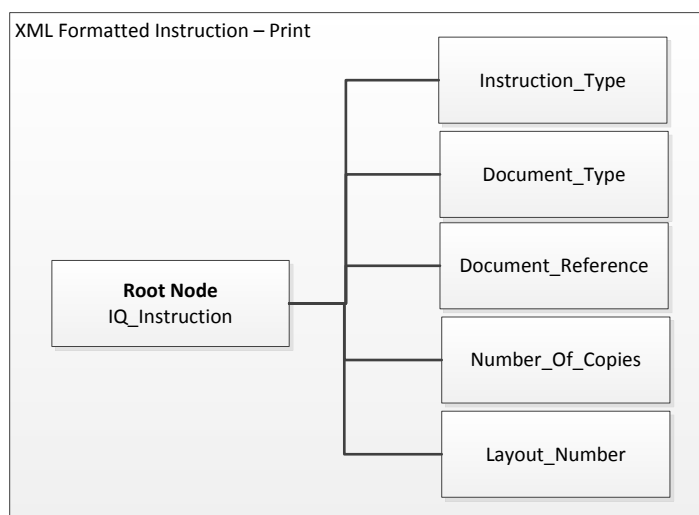 XML Formatted Instruction – Print
Instruction_Type
Document_Type
Document_Reference
Root Node
IQ_Instruction
Number_Of_Copies
Layout_Number